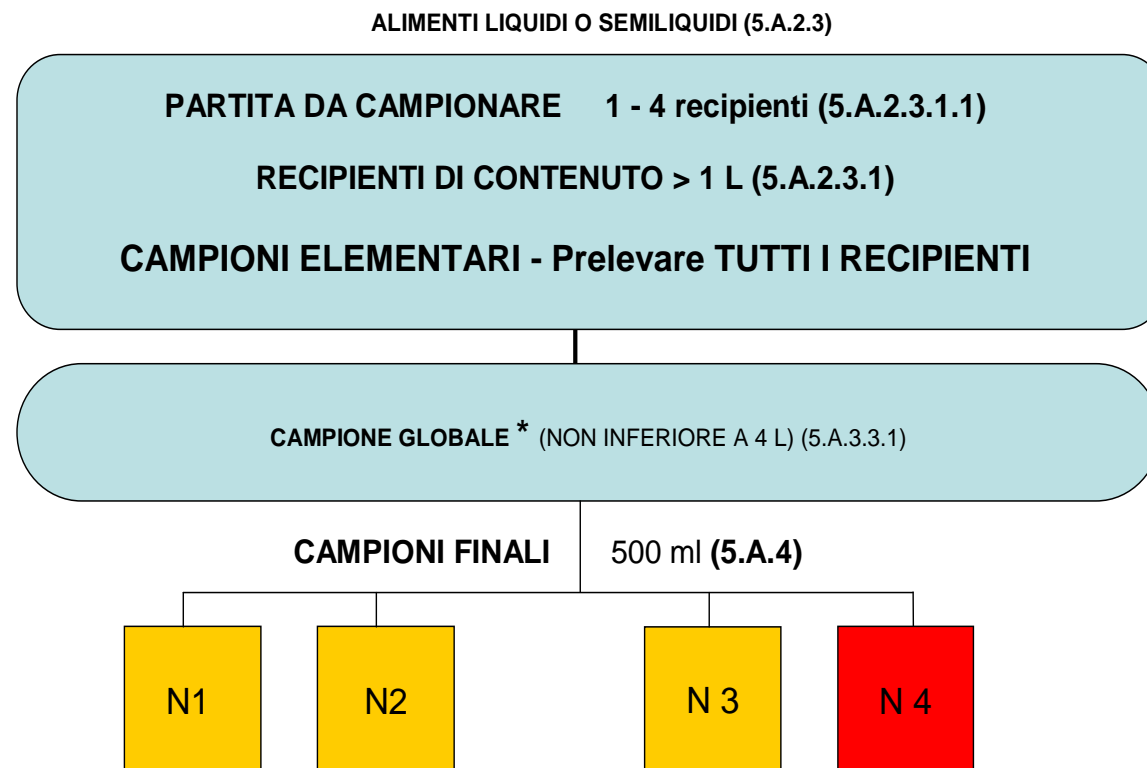 ALIMENTI LIQUIDI O SEMILIQUIDI (5.A.2.3)
PARTITA DA CAMPIONARE 1 - 4 recipienti (5.A.2.3.1.1)
RECIPIENTI DI CONTENUTO > 1 L (5.A.2.3.1)
CAMPIONI ELEMENTARI - Prelevare TUTTI I RECIPIENTI
CAMPIONE GLOBALE * (NON INFERIORE A 4 L) (5.A.3.3.1)
CAMPIONI FINALI 500 ml (5.A.4)
N1 N2 N 3 N 4